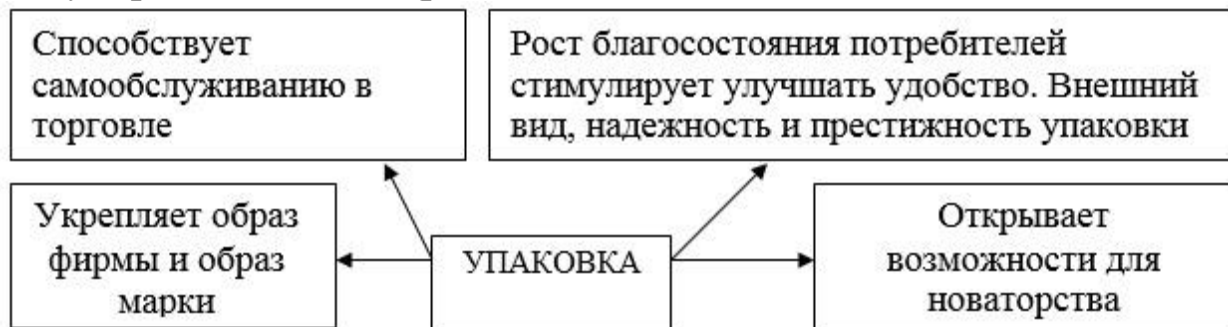 Способствует
самообслуживанию в
торговле
Рост благосостояния потребителей
стимулирует улучшать удобство. Внешний
вид, надежность и престижность упаковки
Укрепляет образ
фирмы и образ
марки
УПАКОВКА
Открывает
возможности для
новаторства